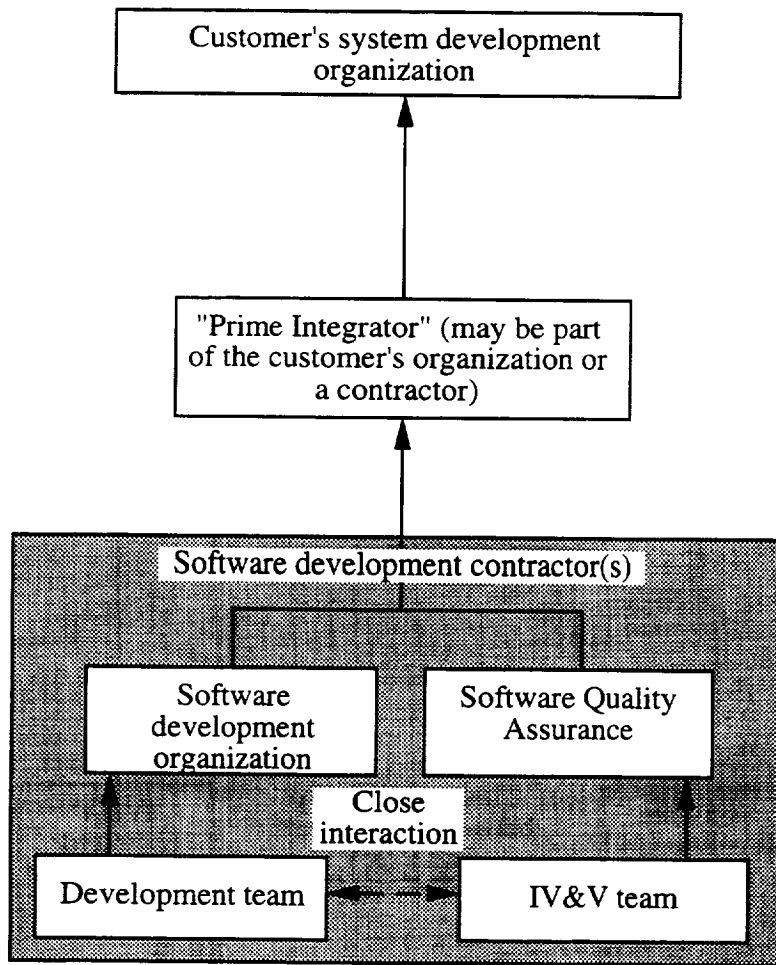 Customer's system development
organization
"Prime Integrator" (may be part
of the customer's organization or
a contractor)
Software development contractor(s)
Software
development
organization
Software Quality
Assurance
Close
interaction
Development team
IV&V team